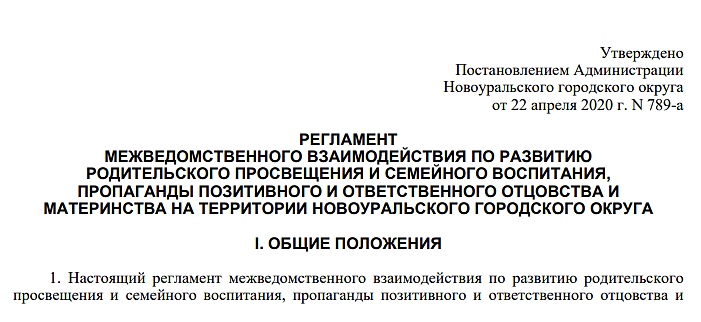 Утверждено
Постановлением Администрации
Новоуральского городского округа
от 22 апреля 2020 г. N 789-а
РЕГЛАМЕНТ
МЕЖВЕДОМСТВЕННОГО ВЗАИМОДЕЙСТВИЯ ПО РАЗВИТИЮ
РОДИТЕЛЬСКОГО ПРОСВЕЩЕНИЯ И СЕМЕЙНОГО ВОСПИТАНИЯ,
ПРОПАГАНДЫ ПОЗИТИВНОГО И ОТВЕТСТВЕННОГО ОТЦОВСТВА И
МАТЕРИНСТВА НА ТЕРРИТОРИИ НОВОУРАЛЬСКОГО ГОРОДСКОГО ОКРУГА
I. ОБЩИЕ ПОЛОЖЕНИЯ
1. Настоящий регламент межведомственного взаимодействия по развитию родительского
просвещения и семейного воспитания, пропаганды позитивного и ответственного отцовства и